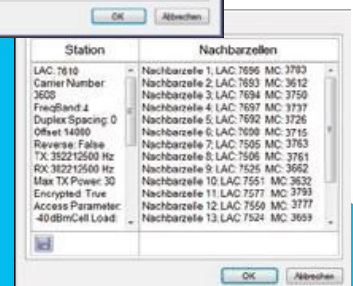 OK Abbrechen
Station
LAC: 7610
Carrier Number:
3608
FreqBand:4
Duplex Spacing: 0
Offset 14000
Reverse: False
TX: 382212500 Hz
RX: 382212500 Hz
Max TX Power: 30
Encrypted: True
Access Parameter:
-40dBmCell Load:
Nachbarzellen
Nachbarzelle 1; LAC: 7696 MC: 3783
Nachbarzelle 2; LAC: 7693 MC: 3612
Nachbarzelle 3; LAC: 7694 MC: 3750
Nachbarzelle 4; LAC: 7697 MC: 3737
Nachbarzelle 5; LAC: 7692 MC: 3726
Nachbarzelle 6; LAC: 7698 MC: 3715
Nachbarzelle 7; LAC: 7505 MC: 3763
Nachbarzelle 8; LAC: 7506 MC: 3761
Nachbarzelle 9; LAC: 7525 MC: 3662
Nachbarzelle 10; LAC: 7551 MC: 3632
Nachbarzelle 11; LAC: 7577 MC: 3793
Nachbarzelle 12; LAC: 7550 MC: 3777
Nachbarzelle 13; LAC: 7524 MC: 3659
OK Abbrechen